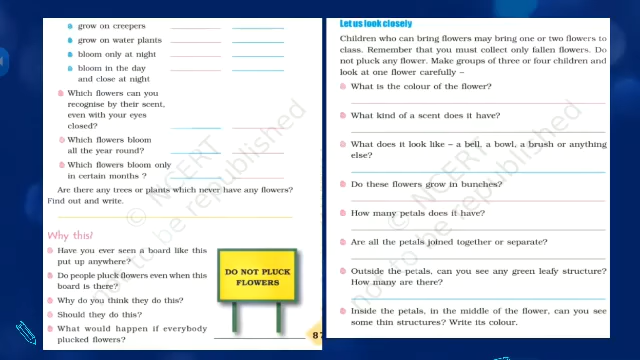 grow on creepers
grow on water plants
bloom only at night
bloom in the day
and close at night
Which flowers can you
recognise by their scent,
even with your eyes
closed?
Which flowers bloom
all the year round?
Which flowers bloom only
in certain months ?
Are there any trees or plants which never have any flowers?
Find out and write.
Why this?
Have you ever seen a board like this
put up anywhere?
Do people pluck flowers even when this
board is there?
Why do you think they do this?
Should they do this?
What would happen if everybody
plucked flowers?
DO NOT PLUCK
FLOWERS
87
© NCERT
not to be republished
Let us look closely
Children who can bring flowers may bring one or two flowers to
class. Remember that you must collect only fallen flowers. Do
not pluck any flower. Make groups of three or four children and
look at one flower carefully –
What is the colour of the flower?
What kind of a scent does it have?
What does it look like – a bell, a bowl, a brush or anything
else?
Do these flowers grow in bunches?
How many petals does it have?
Are all the petals joined together or separate?
Outside the petals, can you see any green leafy structure?
How many are there?
Inside the petals, in the middle of the flower, can you see
some thin structures? Write its colour.
© NCERT
not to be republished